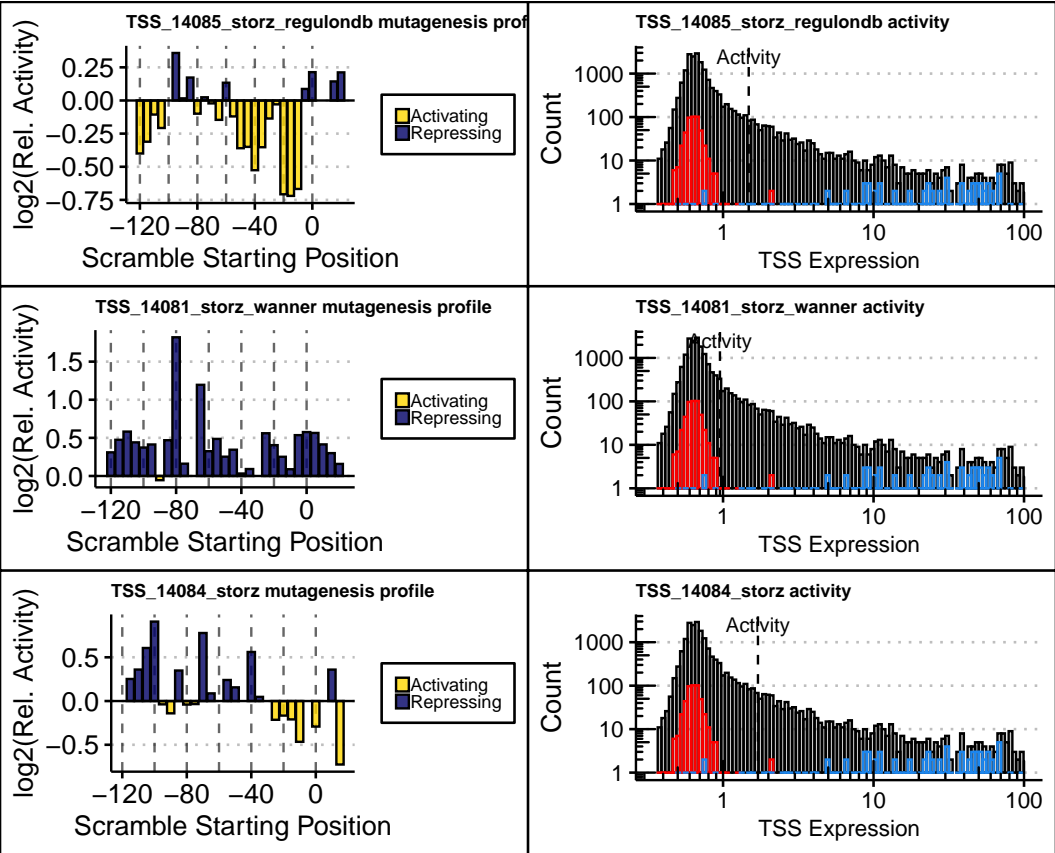 TSS_14085_storz_regulondb mutagenesis prof
log2(Rel. Activity)
0.25
0.00
−0.25
−0.50
−0.75
−120 −80 −40 0
Scramble Starting Position
Activating
Repressing
TSS_14085_storz_regulondb activity
Activity
Count
1000
100
10
1
1 10 100
TSS Expression
TSS_14081_storz_wanner mutagenesis profile
log2(Rel. Activity)
1.5
1.0
0.5
0.0
−120 −80 −40 0
Scramble Starting Position
Activating
Repressing
TSS_14081_storz_wanner activity
Activity
Count
1000
100
10
1
1 10 100
TSS Expression
TSS_14084_storz mutagenesis profile
log2(Rel. Activity)
0.5
0.0
−0.5
−120 −80 −40 0
Scramble Starting Position
Activating
Repressing
TSS_14084_storz activity
Activity
Count
1000
100
10
1
1 10 100
TSS Expression